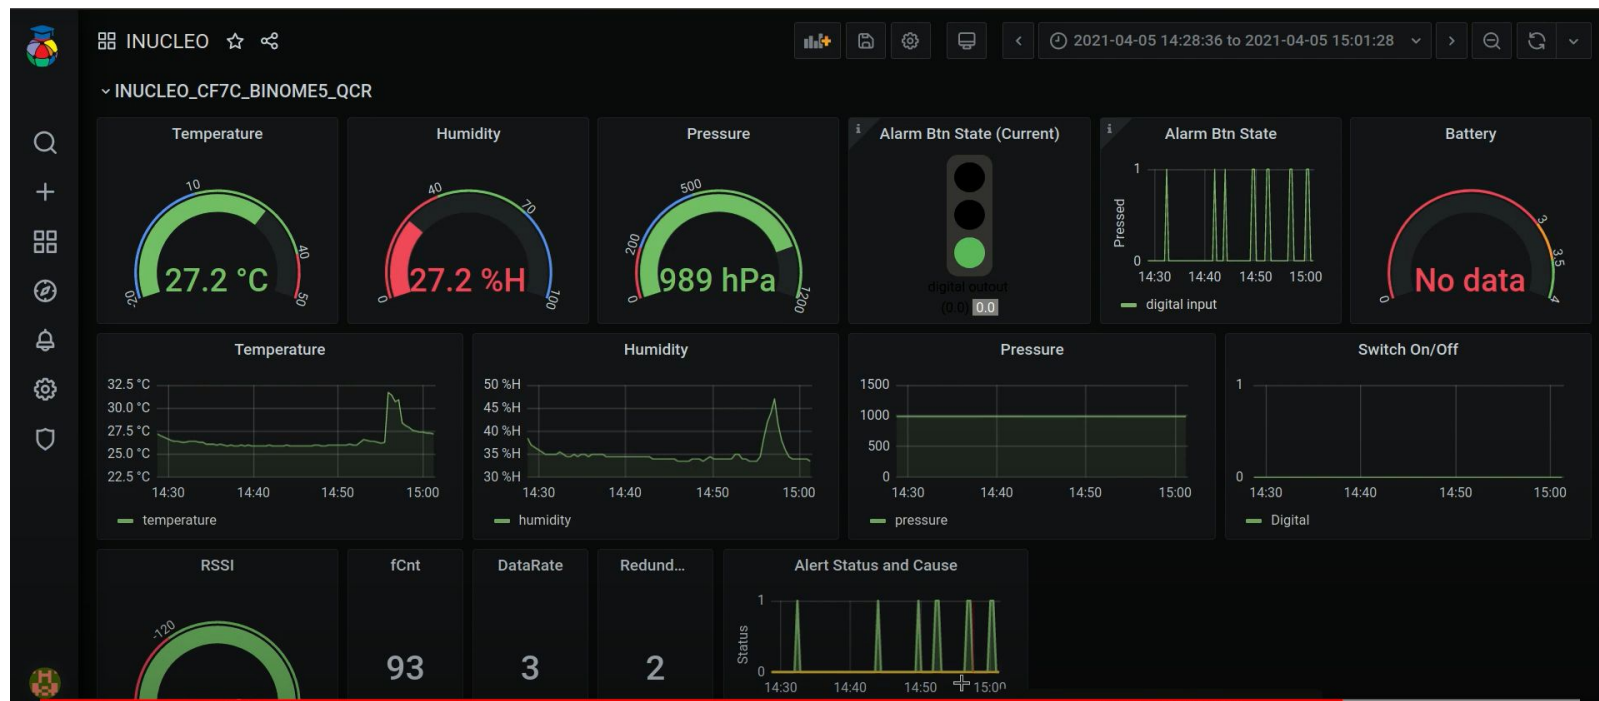 INUCLEO
2021-04-05 14:28:36 to 2021-04-05 15:01:28
INUCLEO_CF7C_BINOME5_QCR
Temperature
-20
10
40
50
27.2 °C
Humidity
0
40
70
100
27.2 %H
Pressure
0
200
500
1200
989 hPa
i
Alarm Btn State (Current)
digital outout
(0.0) 0.0
i
Alarm Btn State
Pressed
1
0
14:30 14:40 14:50 15:00
digital input
Battery
0
3
3.5
4
No data
Temperature
32.5 °C
30.0 °C
27.5 °C
25.0 °C
22.5 °C
14:30 14:40 14:50 15:00
temperature
Humidity
50 %H
45 %H
40 %H
35 %H
30 %H
14:30 14:40 14:50 15:00
humidity
Pressure
1500
1000
500
0
14:30 14:40 14:50 15:00
pressure
Switch On/Off
1
0
14:30 14:40 14:50 15:00
Digital
RSSI
-120
fCnt
93
DataRate
3
Redund...
2
Alert Status and Cause
Status
1
0
14:30 14:40 14:50 15:00